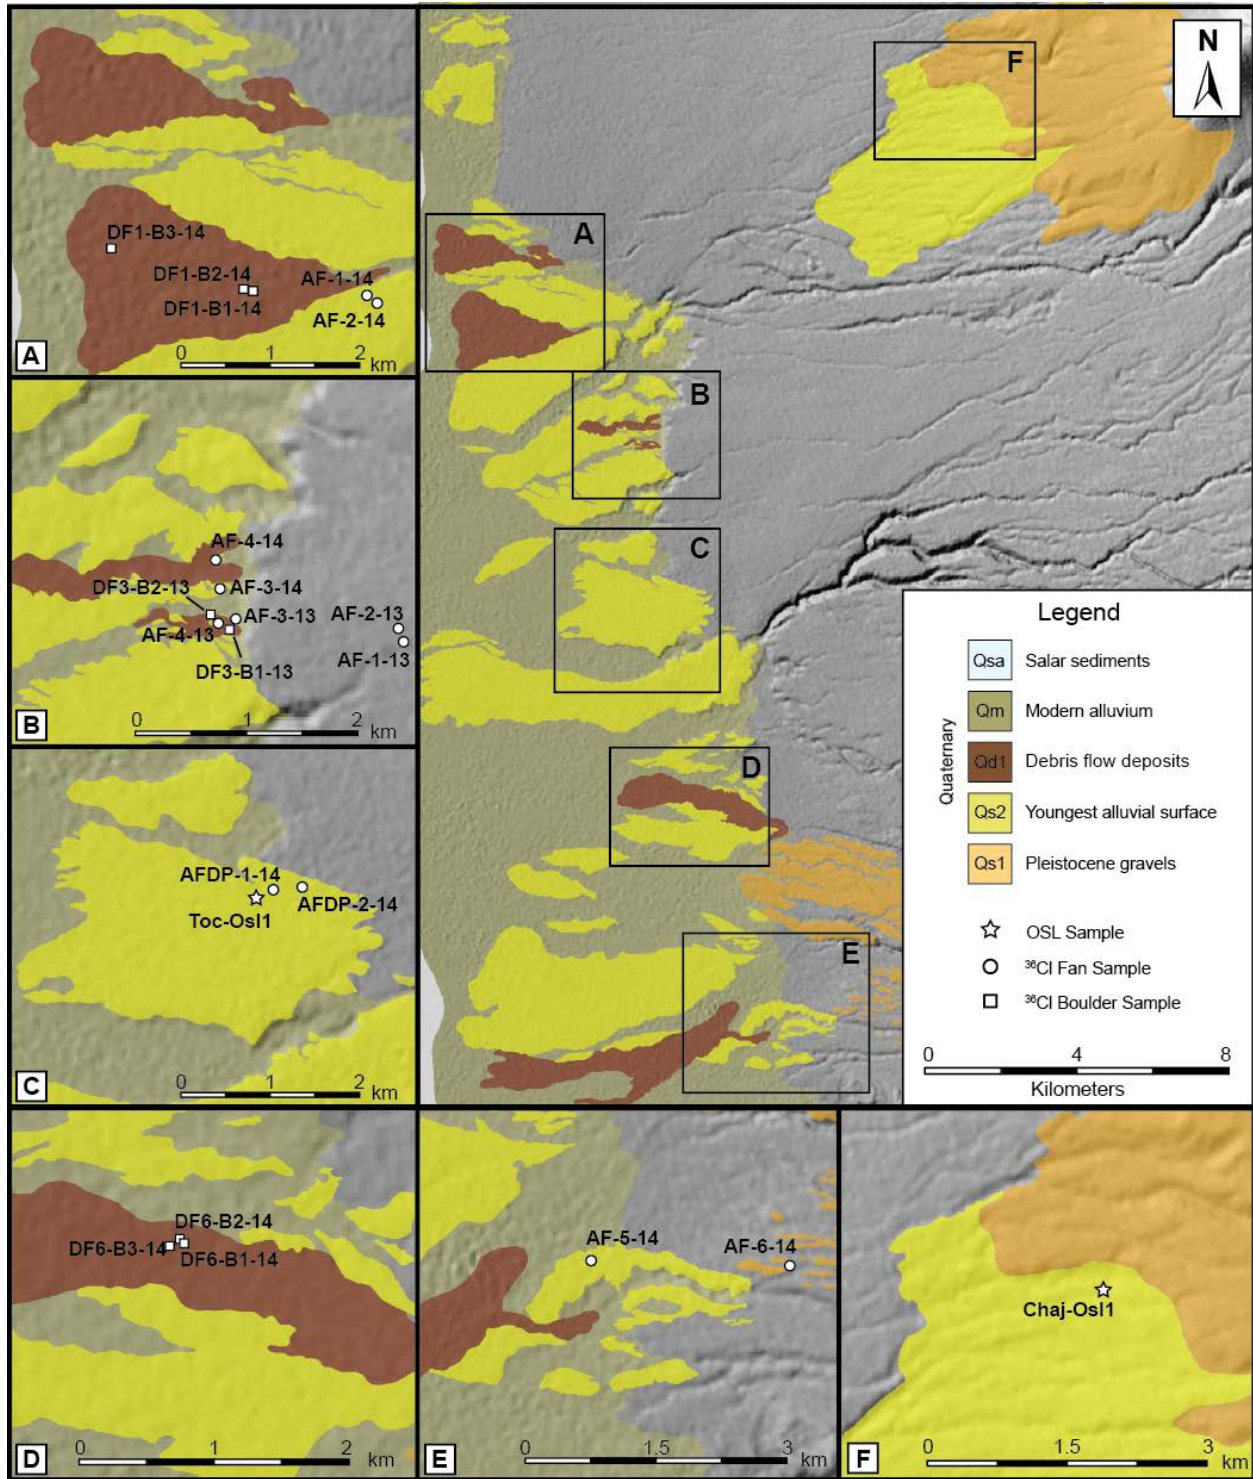 DF1-B3-14
DF1-B2-14
AF-1-14
DF1-B1-14
AF-2-14
0 1 2
km
A
AF-4-14
DF3-B2-13
AF-3-14
AF-3-13
AF-2-13
AF-4-13
AF-1-13
DF3-B1-13
0 1 2
km
B
AFDP-1-14
AFDP-2-14
Toc-Osl1
0 1 2
km
C
F
N
A
B
C
D
E
Legend
Quaternary
Qsa Salar sediments
Qm Modern alluvium
Qd1 Debris flow deposits
Qs2 Youngest alluvial surface
Qs1 Pleistocene gravels
OSL Sample
³⁶Cl Fan Sample
³⁶Cl Boulder Sample
0 4 8
Kilometers
DF6-B2-14
DF6-B3-14
DF6-B1-14
0 1 2
km
D
AF-5-14
AF-6-14
0 1.5 3
km
E
Chaj-Osl1
0 1.5 3
km
F